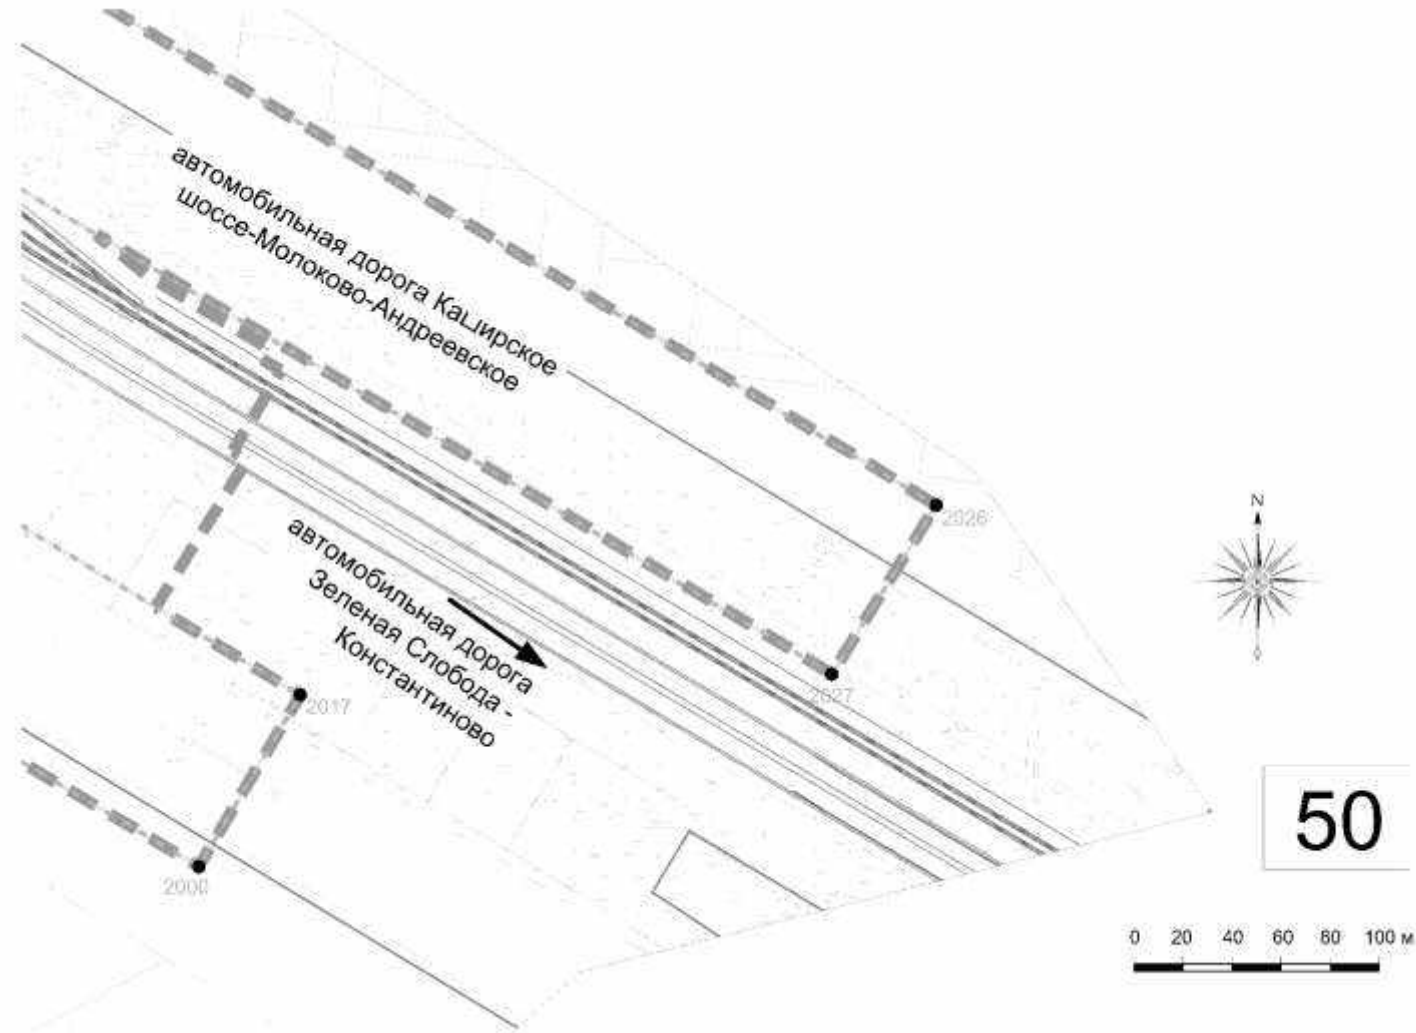 автомобильная дорога Каширское
шоссе-Молоково-Андреевское
N
2026
автомобильная дорога
Зеленая Слобода -
Константиново
2027
2017
50
2000
0 20 40 60 80 100 м